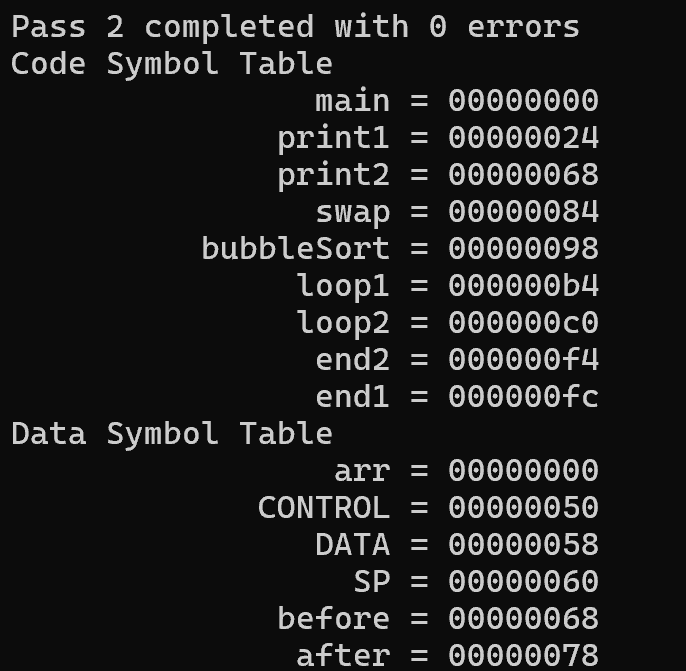 Pass 2 completed with 0 errors
Code Symbol Table
main = 00000000
print1 = 00000024
print2 = 00000068
swap = 00000084
bubbleSort = 00000098
loop1 = 000000b4
loop2 = 000000c0
end2 = 000000f4
end1 = 000000fc
Data Symbol Table
arr = 00000000
CONTROL = 00000050
DATA = 00000058
SP = 00000060
before = 00000068
after = 00000078